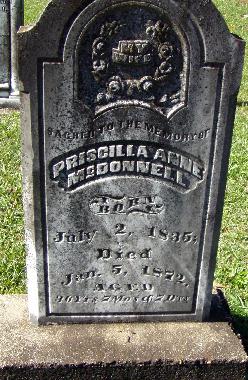 MY
WIFE
SACRED TO THE MEMORY OF
PRISCILLA ANNE
McDONNELL
BORN
July 2, 1835.
Died
Jan. 5, 1872.
AGED